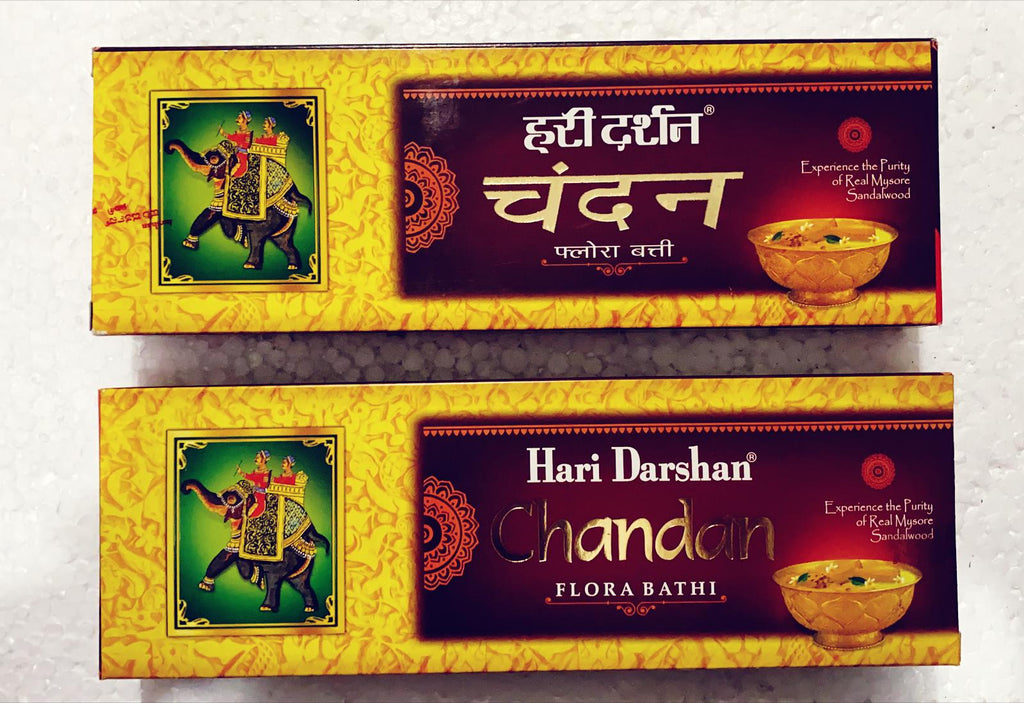 हरी दर्शन®
चंदन
फ्लोरा बत्ती
Experience the Purity
of Real Mysore
Sandalwood
Hari Darshan®
Chandan
FLORA BATHI
Experience the Purity
of Real Mysore
Sandalwood